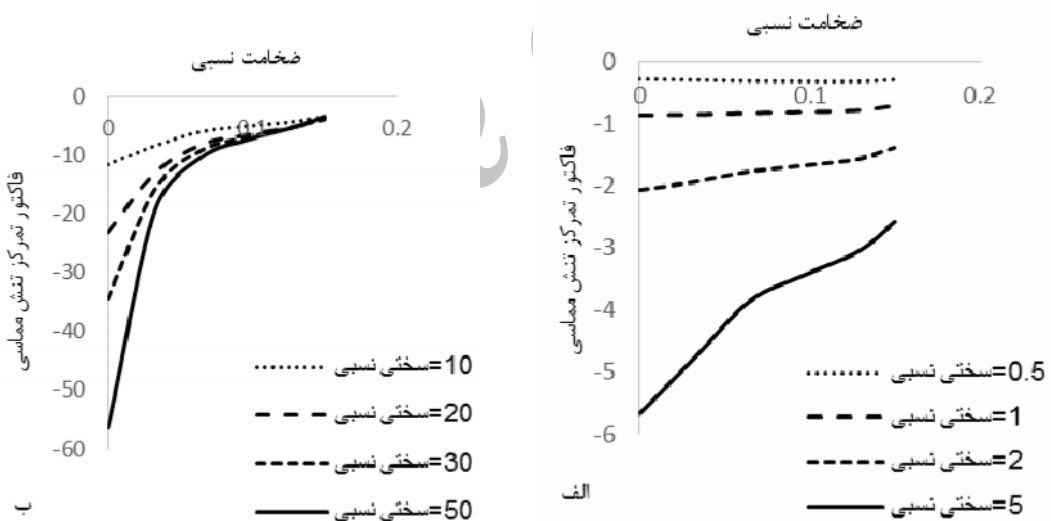 ضخامت نسبی
0
0
0.1
0.2
-1
-2
-3
-4
-5
-6
فاکتور تمرکز تنش مماسی
سختی نسبی=0.5
سختی نسبی=1
سختی نسبی=2
سختی نسبی=5
الف
ضخامت نسبی
0
0
0.1
0.2
-10
-20
-30
-40
-50
-60
فاکتور تمرکز تنش مماسی
سختی نسبی=10
سختی نسبی=20
سختی نسبی=30
سختی نسبی=50
ب